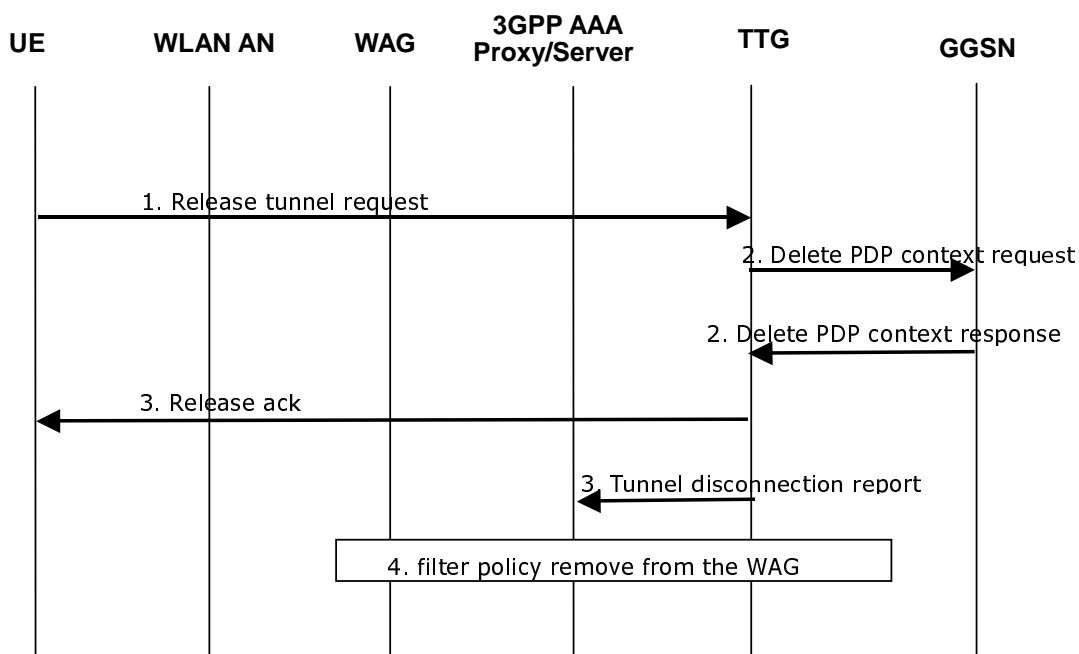 UE
WLAN AN
WAG
3GPP AAA
Proxy/Server
TTG
GGSN
1. Release tunnel request
2. Delete PDP context request
2. Delete PDP context response
3. Release ack
3. Tunnel disconnection report
4. filter policy remove from the WAG